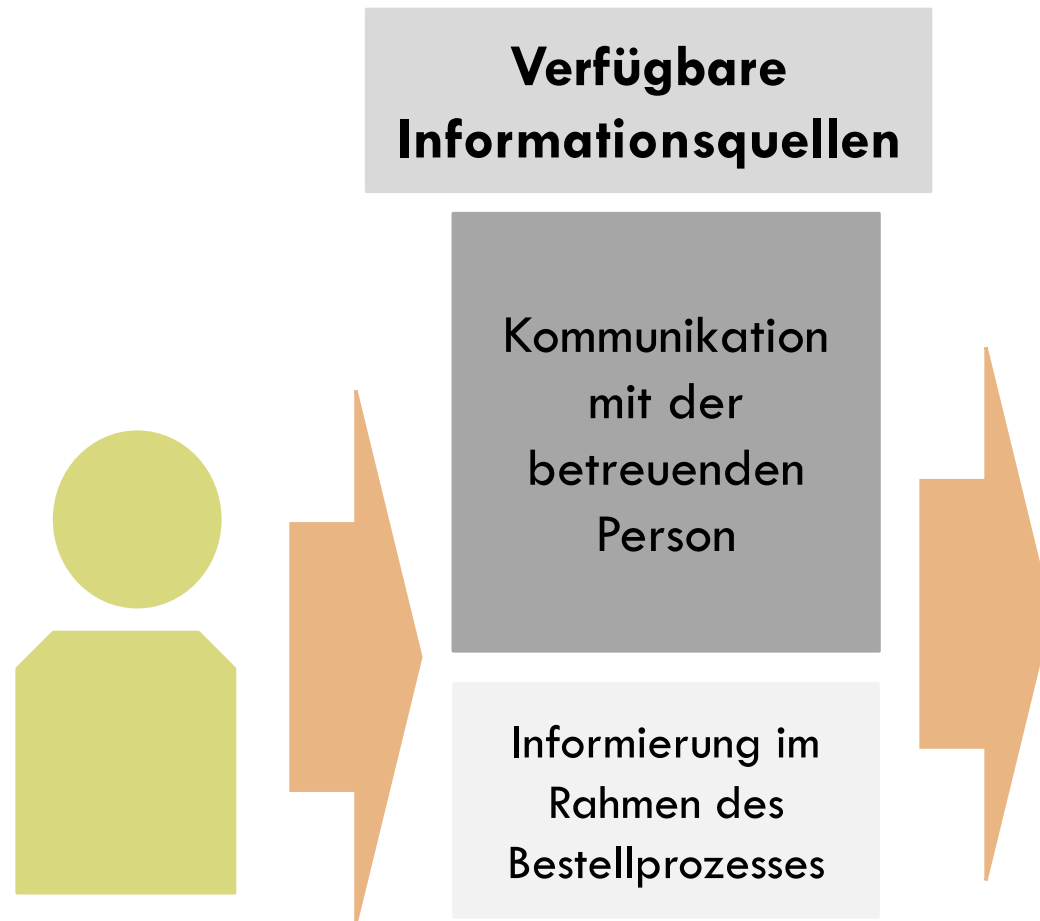 Verfügbare
Informationsquellen
Kommunikation
mit der
betreuenden
Person
Informierung im
Rahmen des
Bestellprozesses